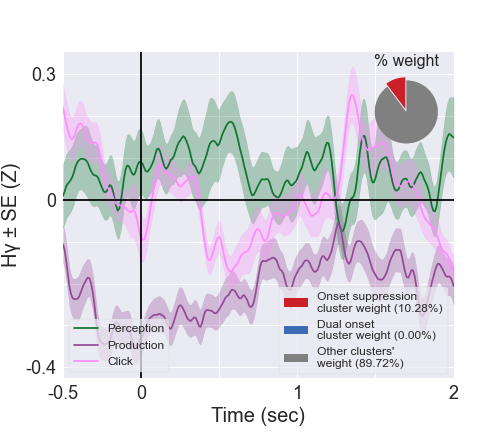 % weight
0.3
0
-0.4
Hγ ± SE (Z)
Perception
Production
Click
Onset suppression
cluster weight (10.28%)
Dual onset
cluster weight (0.00%)
Other clusters'
weight (89.72%)
-0.5
0
1
2
Time (sec)